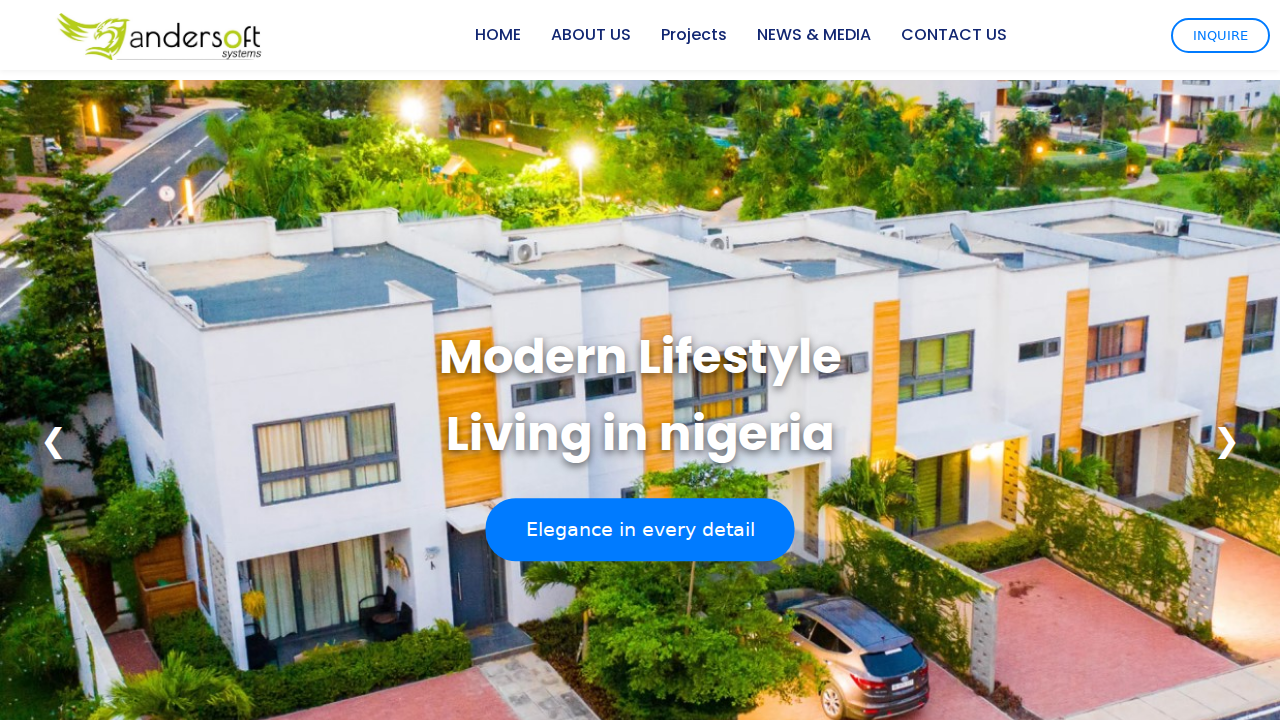 andersoft
systems
HOME
ABOUT US
Projects
NEWS & MEDIA
CONTACT US
INQUIRE
Modern Lifestyle
Living in nigeria
❮
❯
Elegance in every detail